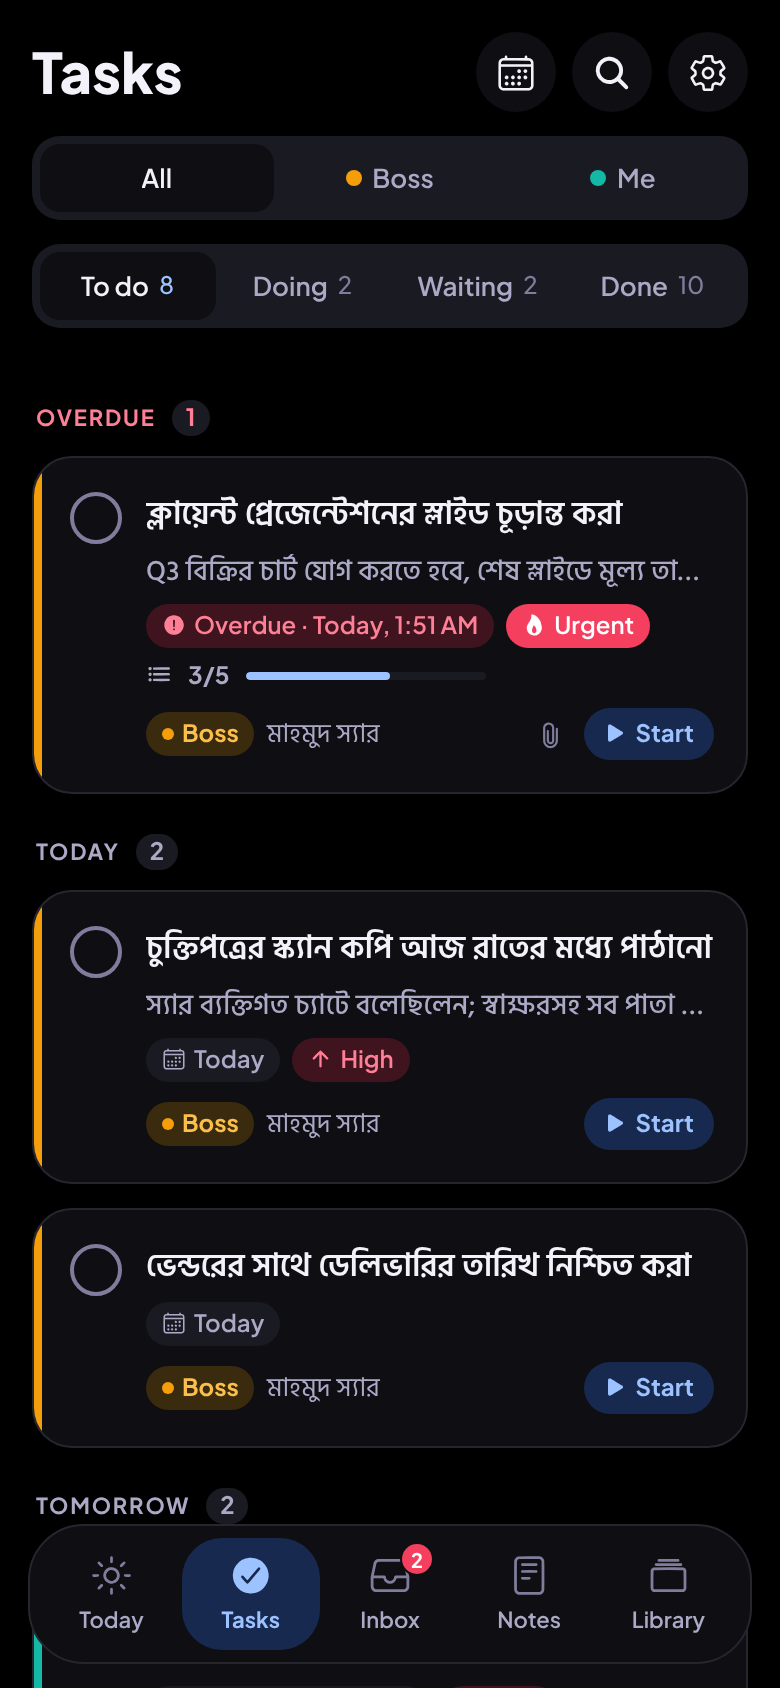 Tasks
All Boss Me
To do 8 Doing 2 Waiting 2 Done 10
OVERDUE 1
ক্লায়েন্ট প্রেজেন্টেশনের স্লাইড চূড়ান্ত করা
Q3 বিক্রির চার্ট যোগ করতে হবে, শেষ স্লাইডে মূল্য তা...
Overdue · Today, 1:51 AM Urgent
3/5
Boss মাহমুদ স্যার Start
TODAY 2
চুক্তিপত্রের স্ক্যান কপি আজ রাতের মধ্যে পাঠানো
স্যার ব্যক্তিগত চ্যাটে বলেছিলেন; স্বাক্ষরসহ সব পাতা ...
Today High
Boss মাহমুদ স্যার Start
ভেন্ডরের সাথে ডেলিভারির তারিখ নিশ্চিত করা
Today
Boss মাহমুদ স্যার Start
TOMORROW 2
2
Today Tasks Inbox Notes Library